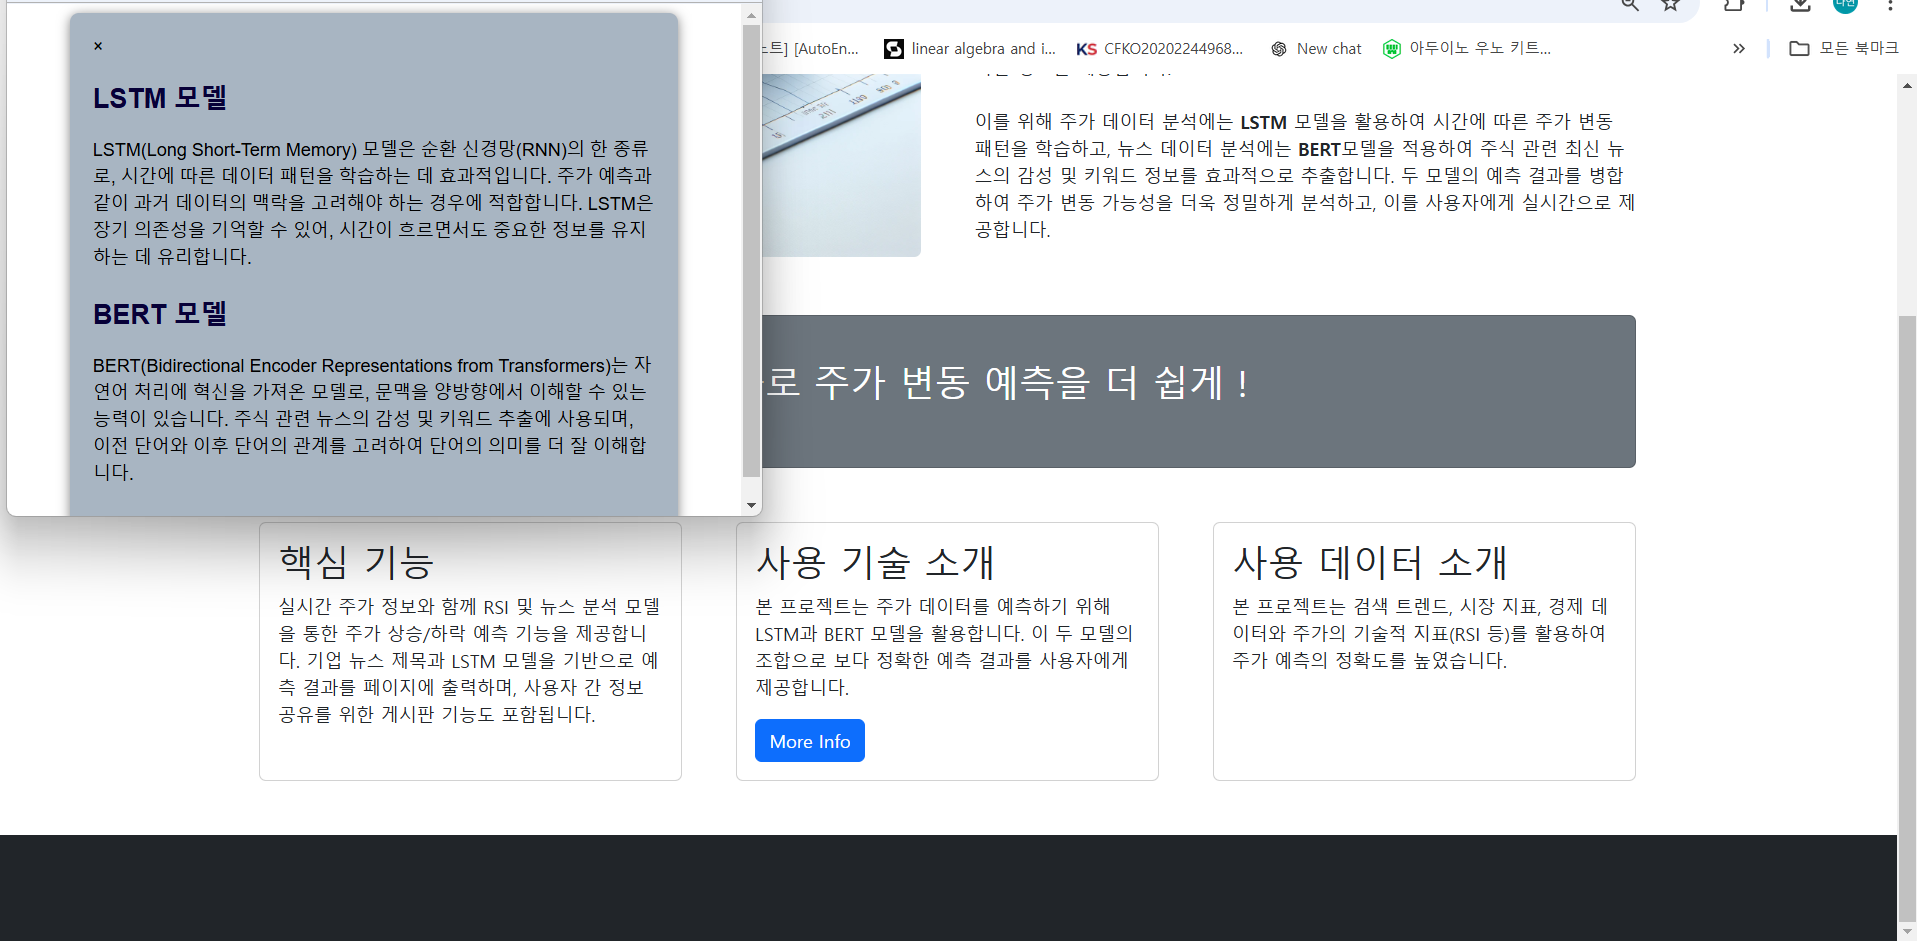 ×
LSTM 모델
LSTM(Long Short-Term Memory) 모델은 순환 신경망(RNN)의 한 종류
로, 시간에 따른 데이터 패턴을 학습하는 데 효과적입니다. 주가 예측과
같이 과거 데이터의 맥락을 고려해야 하는 경우에 적합합니다. LSTM은
장기 의존성을 기억할 수 있어, 시간이 흐르면서도 중요한 정보를 유지
하는 데 유리합니다.
BERT 모델
BERT(Bidirectional Encoder Representations from Transformers)는 자
연어 처리에 혁신을 가져온 모델로, 문맥을 양방향에서 이해할 수 있는
능력이 있습니다. 주식 관련 뉴스의 감성 및 키워드 추출에 사용되며,
이전 단어와 이후 단어의 관계를 고려하여 단어의 의미를 더 잘 이해합
니다.
노트] [AutoEn...
linear algebra and i...
KS CFKO20202244968...
New chat
아두이노 우노 키트...
모든 북마크
이를 위해 주가 데이터 분석에는 LSTM 모델을 활용하여 시간에 따른 주가 변동
패턴을 학습하고, 뉴스 데이터 분석에는 BERT모델을 적용하여 주식 관련 최신 뉴
스의 감성 및 키워드 정보를 효과적으로 추출합니다. 두 모델의 예측 결과를 병합
하여 주가 변동 가능성을 더욱 정밀하게 분석하고, 이를 사용자에게 실시간으로 제
공합니다.
로 주가 변동 예측을 더 쉽게 !
핵심 기능
실시간 주가 정보와 함께 RSI 및 뉴스 분석 모델
을 통한 주가 상승/하락 예측 기능을 제공합니
다. 기업 뉴스 제목과 LSTM 모델을 기반으로 예
측 결과를 페이지에 출력하며, 사용자 간 정보
공유를 위한 게시판 기능도 포함됩니다.
사용 기술 소개
본 프로젝트는 주가 데이터를 예측하기 위해
LSTM과 BERT 모델을 활용합니다. 이 두 모델의
조합으로 보다 정확한 예측 결과를 사용자에게
제공합니다.
More Info
사용 데이터 소개
본 프로젝트는 검색 트렌드, 시장 지표, 경제 데
이터와 주가의 기술적 지표(RSI 등)를 활용하여
주가 예측의 정확도를 높였습니다.